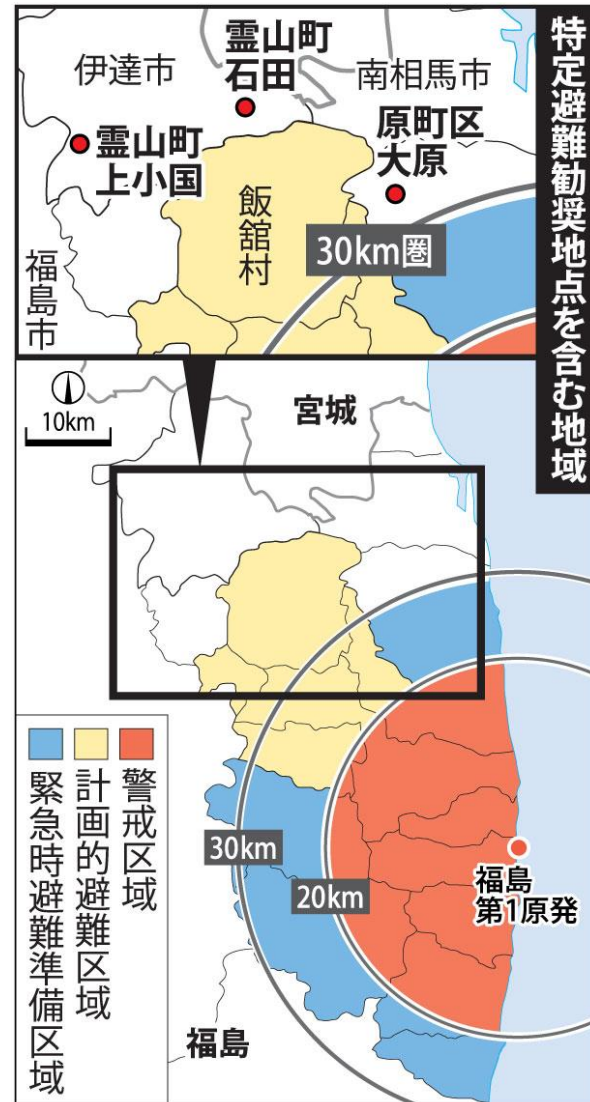 特定避難勧奨地点を含む地域
伊達市
霊山町
石田
南相馬市
霊山町
上小国
原町区
大原
飯舘村
30km圏
福島市
10km
宮城
警戒区域
計画的避難区域
緊急時避難準備区域
30km
20km
福島
第1原発
福島